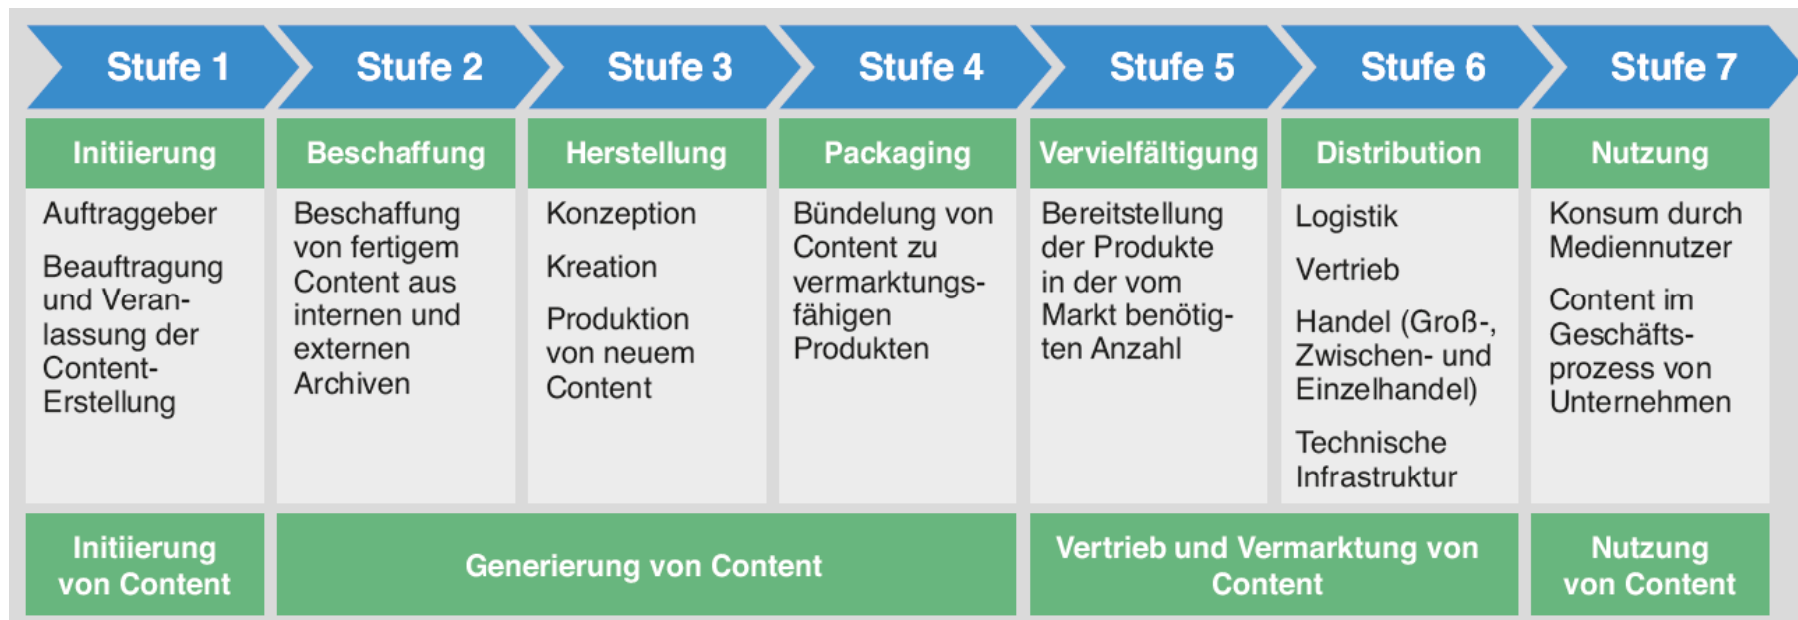 Stufe 1
Stufe 2
Stufe 3
Stufe 4
Stufe 5
Stufe 6
Stufe 7
Initiierung
Beschaffung
Herstellung
Packaging
Vervielfältigung
Distribution
Nutzung
Auftraggeber
Beauftragung
und Veran-
lassung der
Content-
Erstellung
Beschaffung
von fertigem
Content aus
internen und
externen
Archiven
Konzeption
Kreation
Produktion
von neuem
Content
Bündelung von
Content zu
vermarktungs-
fähigen
Produkten
Bereitstellung
der Produkte
in der vom
Markt benötig-
ten Anzahl
Logistik
Vertrieb
Handel (Groß-,
Zwischen- und
Einzelhandel)
Technische
Infrastruktur
Konsum durch
Mediennutzer
Content im
Geschäfts-
prozess von
Unternehmen
Initiierung
von Content
Generierung von Content
Vertrieb und Vermarktung von
Content
Nutzung
von Content